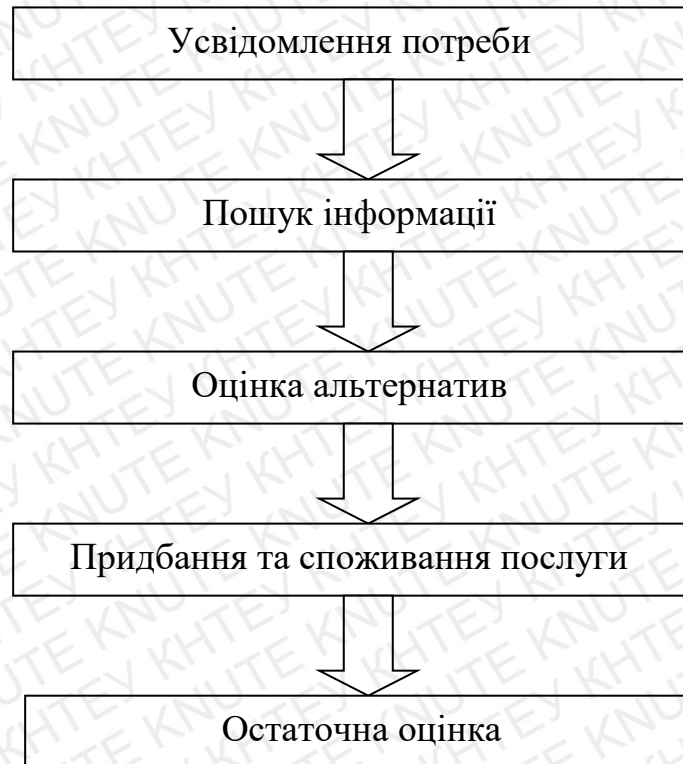 Усвідомлення потреби
Пошук інформації
Оцінка альтернатив
Придбання та споживання послуги
Остаточна оцінка